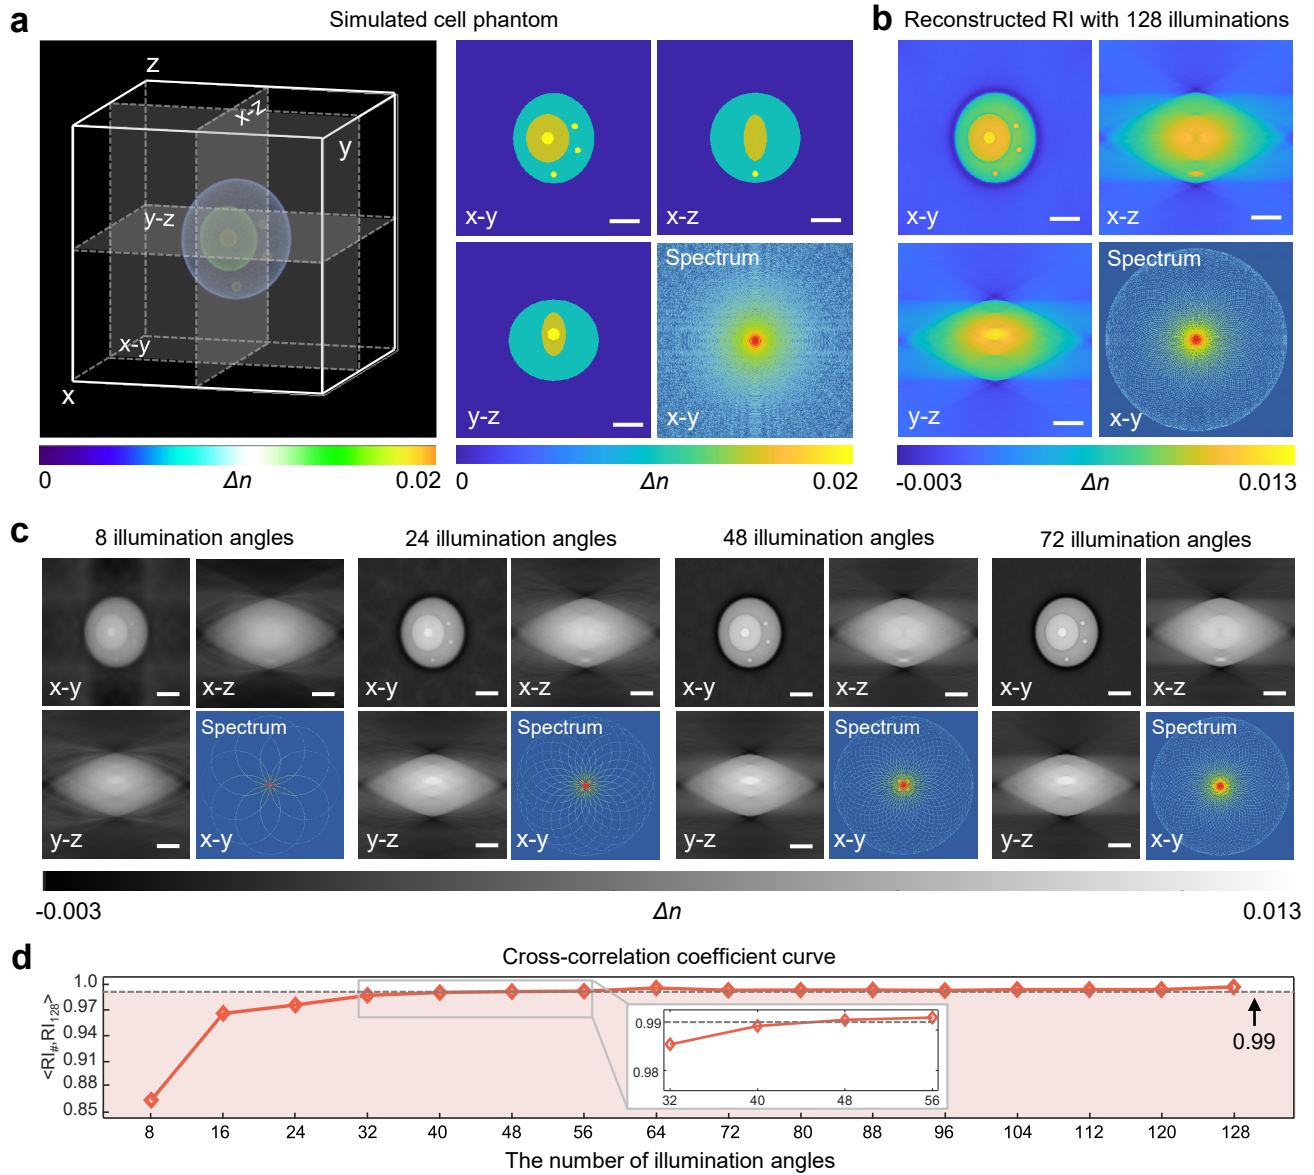 a
Simulated cell phantom
z
x-z
y
y-z
x-y
x
0
Δn
0.02
x-y
x-z
y-z
Spectrum
x-y
0
Δn
0.02
b
Reconstructed RI with 128 illuminations
x-y
x-z
y-z
Spectrum
x-y
-0.003
Δn
0.013
c
8 illumination angles
x-y
x-z
y-z
Spectrum
x-y
24 illumination angles
x-y
x-z
y-z
Spectrum
x-y
48 illumination angles
x-y
x-z
y-z
Spectrum
x-y
72 illumination angles
x-y
x-z
y-z
Spectrum
x-y
-0.003
Δn
0.013
d
Cross-correlation coefficient curve
<RI#,RI128>
1.0
0.97
0.94
0.91
0.88
0.85
0.99
0.98
32 40 48 56
0.99
8 16 24 32 40 48 56 64 72 80 88 96 104 112 120 128
The number of illumination angles